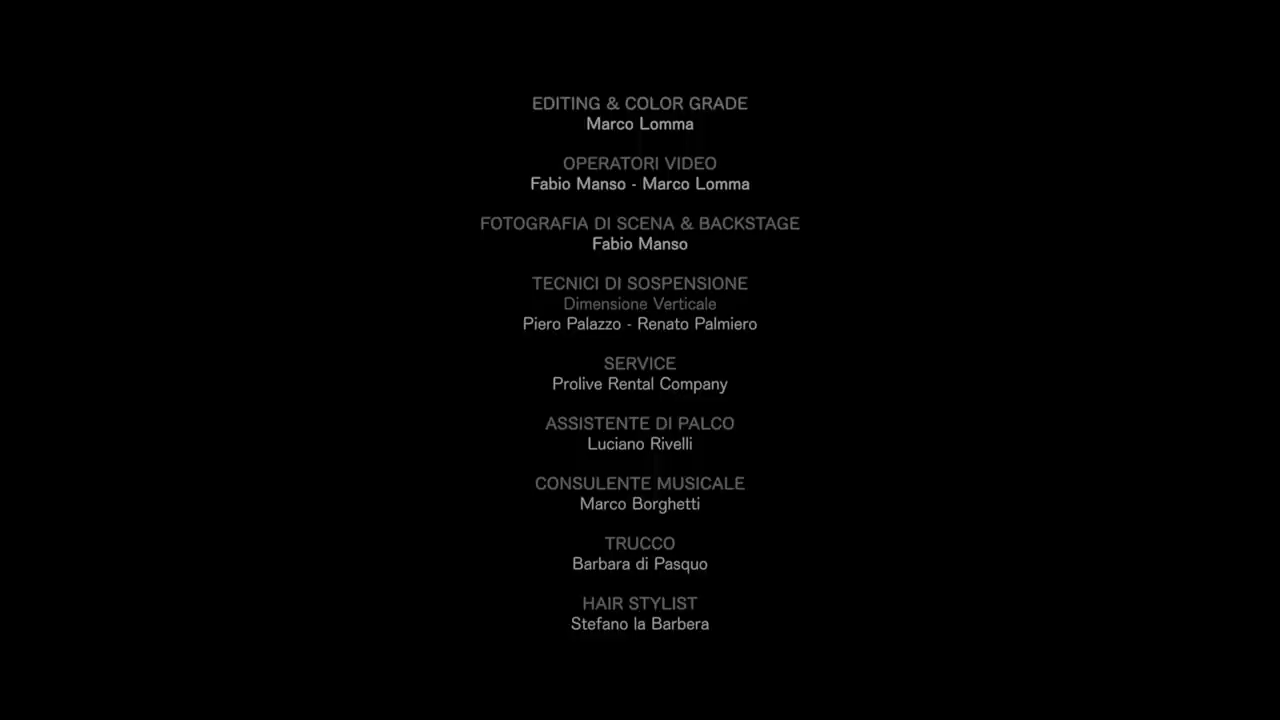 EDITING & COLOR GRADE
Marco Lomma
OPERATORI VIDEO
Fabio Manso - Marco Lomma
FOTOGRAFIA DI SCENA & BACKSTAGE
Fabio Manso
TECNICI DI SOSPENSIONE
Dimensione Verticale
Piero Palazzo - Renato Palmiero
SERVICE
Prolive Rental Company
ASSISTENTE DI PALCO
Luciano Rivelli
CONSULENTE MUSICALE
Marco Borghetti
TRUCCO
Barbara di Pasquo
HAIR STYLIST
Stefano la Barbera